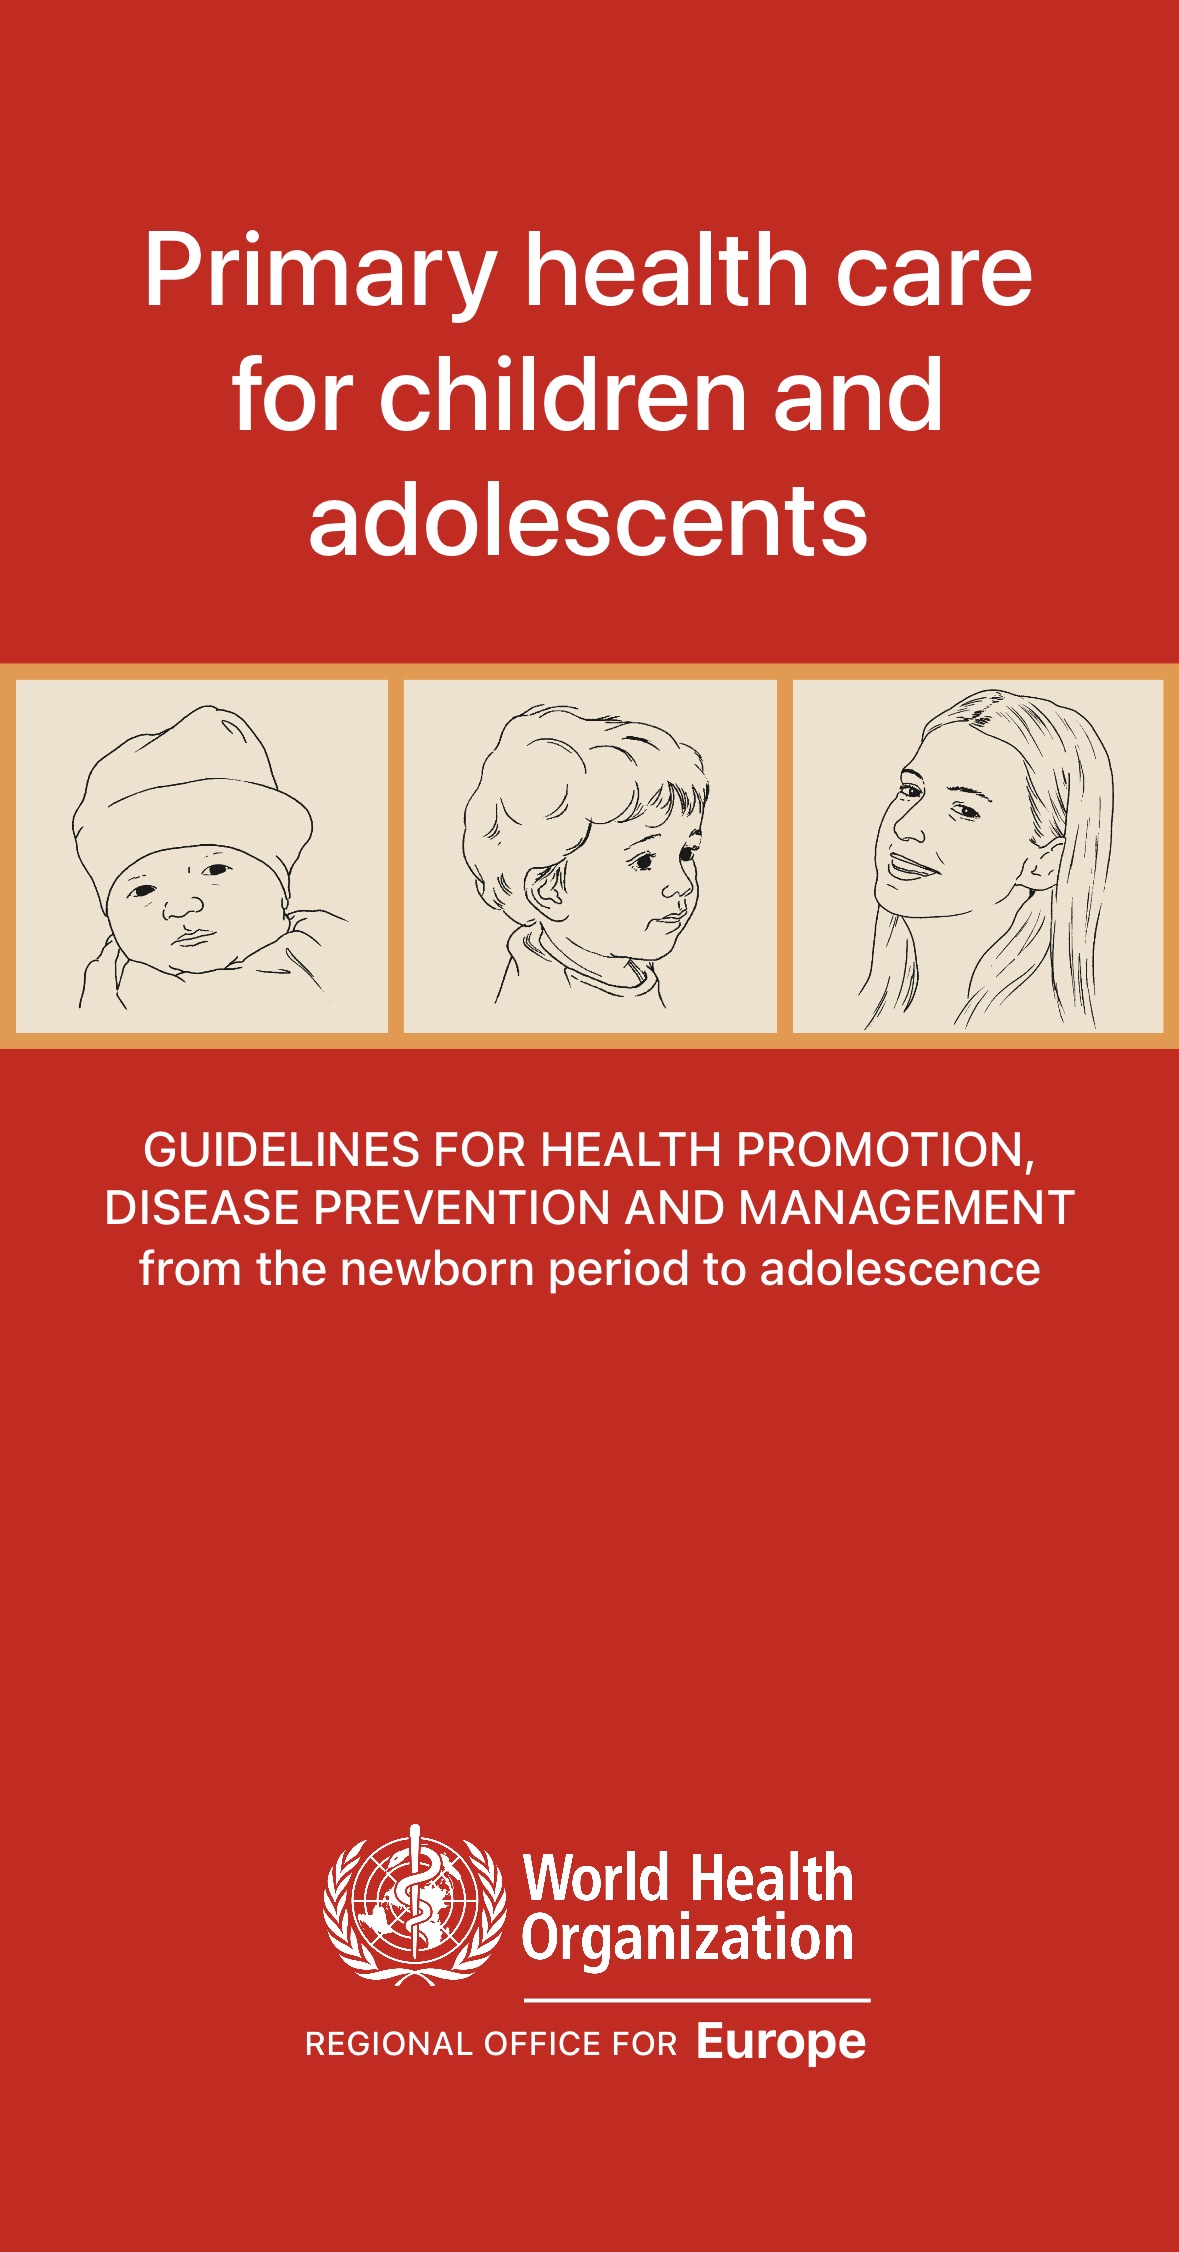 Primary health care
for children and
adolescents
GUIDELINES FOR HEALTH PROMOTION,
DISEASE PREVENTION AND MANAGEMENT
from the newborn period to adolescence
World Health
Organization
REGIONAL OFFICE FOR Europe